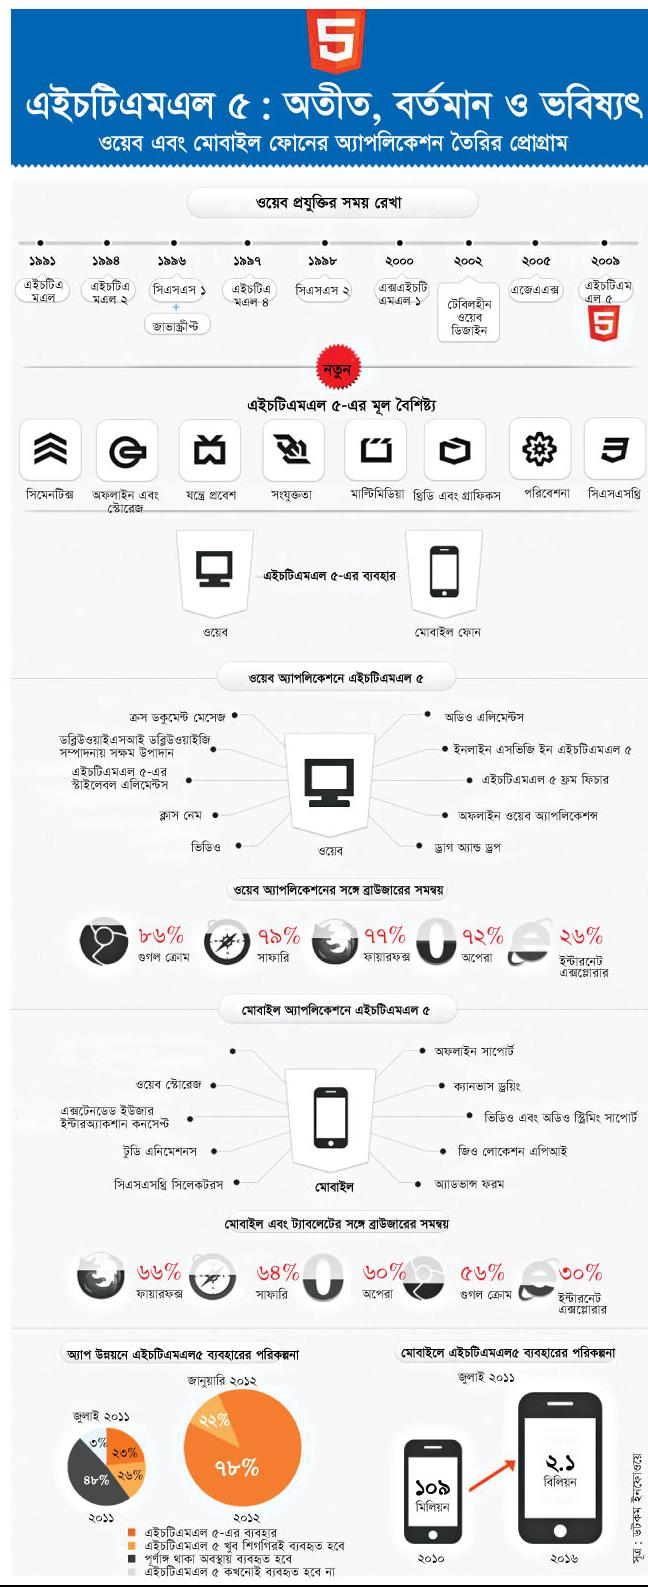 এইচটিএমএল ৫ : অতীত, বর্তমান ও ভবিষ্যৎ
ওয়েব এবং মোবাইল ফোনের অ্যাপলিকেশন তৈরির প্রোগ্রাম
ওয়েব প্রযুক্তির সময় রেখা
১৯৯১ ১৯৯৪ ১৯৯৬ ১৯৯৭ ১৯৯৮ ২০০০ ২০০২ ২০০৫ ২০০৯
এইচটিএ
মএল
এইচটিএ
মএল ২
সিএসএস ১
+
জাভাস্ক্রীপ্ট
এইচটিএ
মএল ৪
সিএসএস ২
এক্সএইচটি
এমএল ১
টেবিলহীন
ওয়েব
ডিজাইন
এজেএএক্স
এইচটিএম
এল ৫
নতুন
এইচটিএমএল ৫-এর মূল বৈশিষ্ট্য
সিমেনটিক্স
অফলাইন এবং
স্টোরেজ
যন্ত্রে প্রবেশ
সংযুক্ততা
মাল্টিমিডিয়া
থ্রিডি এবং গ্রাফিকস
পরিবেশনা
সিএসএসথ্রি
এইচটিএমএল ৫-এর ব্যবহার
ওয়েব
মোবাইল ফোন
ওয়েব অ্যাপলিকেশনে এইচটিএমএল ৫
ক্রস ডকুমেন্ট মেসেজ
ডব্লিউওয়াইএসআই ডব্লিউওয়াইজি
সম্পাদনায় সক্ষম উপাদান
এইচটিএমএল ৫-এর
স্টাইলেবল এলিমেন্টস
ক্লাস নেম
ভিডিও
ওয়েব
অডিও এলিমেন্টস
ইনলাইন এসভিজি ইন এইচটিএমএল ৫
এইচটিএমএল ৫ ফ্রম ফিচার
অফলাইন ওয়েব অ্যাপলিকেশন্স
ড্রাগ অ্যান্ড ড্রপ
ওয়েব অ্যাপলিকেশনের সঙ্গে ব্রাউজারের সমন্বয়
৮৬%
গুগল ক্রোম
৭৯%
সাফারি
৭৭%
ফায়ারফক্স
৭২%
অপেরা
২৬%
ইন্টারনেট
এক্সপ্লোরার
মোবাইল অ্যাপলিকেশনে এইচটিএমএল ৫
ওয়েব স্টোরেজ
এক্সটেনডেড ইউজার
ইন্টারঅ্যাকশান কনসেপ্ট
টুডি এনিমেশনস
সিএসএসথ্রি সিলেকটরস
মোবাইল
অফলাইন সাপোর্ট
ক্যানভাস ড্রয়িং
ভিডিও এবং অডিও স্ট্রিমিং সাপোর্ট
জিও লোকেশন এপিআই
অ্যাডভান্স ফরম
মোবাইল এবং ট্যাবলেটের সঙ্গে ব্রাউজারের সমন্বয়
৬৬%
ফায়ারফক্স
৬৪%
সাফারি
৬০%
অপেরা
৫৬%
গুগল ক্রোম
৩০%
ইন্টারনেট
এক্সপ্লোরার
অ্যাপ উন্নয়নে এইচটিএমএল৫ ব্যবহারের পরিকল্পনা
জানুয়ারি ২০১২
জুলাই ২০১১
৩%
২৩%
২৬%
৪৮%
২০১১
২২%
৭৮%
২০১২
এইচটিএমএল ৫-এর ব্যবহার
এইচটিএমএল ৫ খুব শিগগিরই ব্যবহৃত হবে
পূর্ণাঙ্গ থাকা অবস্থায় ব্যবহৃত হবে
এইচটিএমএল ৫ কখনোই ব্যবহৃত হবে না
মোবাইলে এইচটিএমএল৫ ব্যবহারের পরিকল্পনা
জুলাই ২০১১
১০৯
মিলিয়ন
২০১০
২.১
বিলিয়ন
২০১৬
সূত্র : ডটকম ইনফোওয়ে